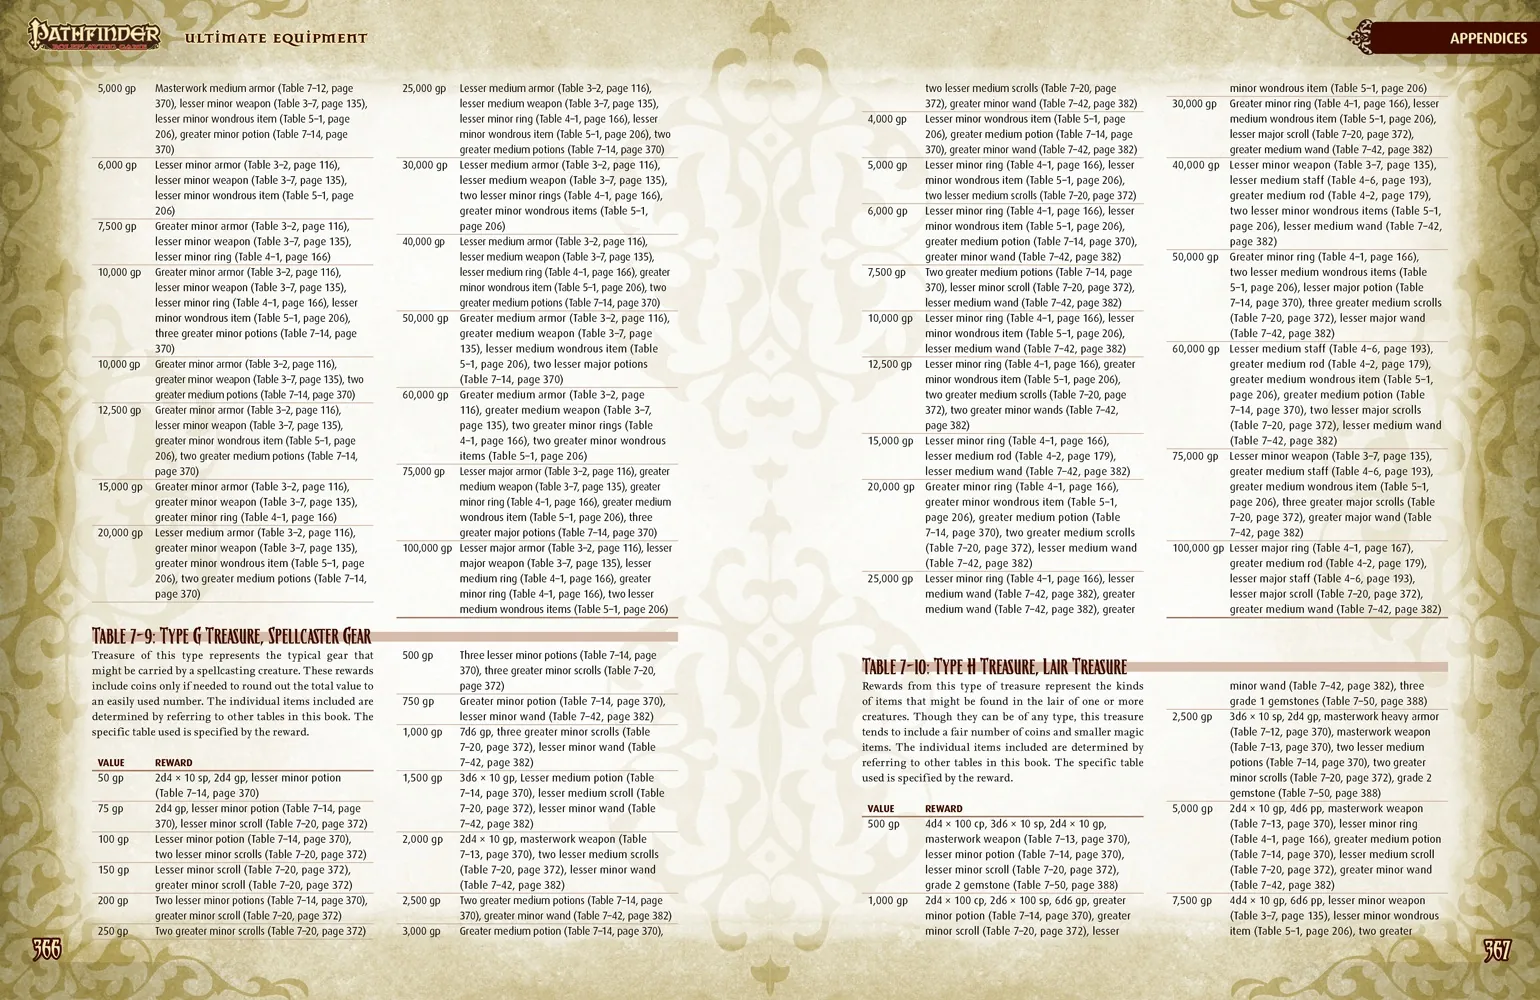 PATHFINDER
ROLEPLAYING GAME
ULTIMATE EQUIPMENT
5,000 gp Masterwork medium armor (Table 7–12, page
370), lesser minor weapon (Table 3–7, page 135),
lesser minor wondrous item (Table 5–1, page
206), greater minor potion (Table 7–14, page
370)
6,000 gp Lesser minor armor (Table 3–2, page 116),
lesser minor weapon (Table 3–7, page 135),
lesser minor wondrous item (Table 5–1, page
206)
7,500 gp Greater minor armor (Table 3–2, page 116),
lesser minor weapon (Table 3–7, page 135),
lesser minor ring (Table 4–1, page 166)
10,000 gp Greater minor armor (Table 3–2, page 116),
lesser minor weapon (Table 3–7, page 135),
lesser minor ring (Table 4–1, page 166), lesser
minor wondrous item (Table 5–1, page 206),
three greater minor potions (Table 7–14, page
370)
10,000 gp Greater minor armor (Table 3–2, page 116),
greater minor weapon (Table 3–7, page 135), two
greater medium potions (Table 7–14, page 370)
12,500 gp Greater minor armor (Table 3–2, page 116),
lesser minor weapon (Table 3–7, page 135),
greater minor wondrous item (Table 5–1, page
206), two greater medium potions (Table 7–14,
page 370)
15,000 gp Greater minor armor (Table 3–2, page 116),
greater minor weapon (Table 3–7, page 135),
greater minor ring (Table 4–1, page 166)
20,000 gp Lesser medium armor (Table 3–2, page 116),
greater minor weapon (Table 3–7, page 135),
greater minor wondrous item (Table 5–1, page
206), two greater medium potions (Table 7–14,
page 370)
25,000 gp Lesser medium armor (Table 3–2, page 116),
lesser medium weapon (Table 3–7, page 135),
lesser minor ring (Table 4–1, page 166), lesser
minor wondrous item (Table 5–1, page 206), two
greater medium potions (Table 7–14, page 370)
30,000 gp Lesser medium armor (Table 3–2, page 116),
lesser medium weapon (Table 3–7, page 135),
two lesser minor rings (Table 4–1, page 166),
greater minor wondrous items (Table 5–1,
page 206)
40,000 gp Lesser medium armor (Table 3–2, page 116),
lesser medium weapon (Table 3–7, page 135),
lesser medium ring (Table 4–1, page 166), greater
minor wondrous item (Table 5–1, page 206), two
greater medium potions (Table 7–14, page 370)
50,000 gp Greater medium armor (Table 3–2, page 116),
greater medium weapon (Table 3–7, page
135), lesser medium wondrous item (Table
5–1, page 206), two lesser major potions
(Table 7–14, page 370)
60,000 gp Greater medium armor (Table 3–2, page
116), greater medium weapon (Table 3–7,
page 135), two greater minor rings (Table
4–1, page 166), two greater minor wondrous
items (Table 5–1, page 206)
75,000 gp Lesser major armor (Table 3–2, page 116), greater
medium weapon (Table 3–7, page 135), greater
minor ring (Table 4–1, page 166), greater medium
wondrous item (Table 5–1, page 206), three
greater major potions (Table 7–14, page 370)
100,000 gp Lesser major armor (Table 3–2, page 116), lesser
major weapon (Table 3–7, page 135), lesser
medium ring (Table 4–1, page 166), greater
minor ring (Table 4–1, page 166), two lesser
medium wondrous items (Table 5–1, page 206)
TABLE 7–9: TYPE G TREASURE, SPELLCASTER GEAR
Treasure of this type represents the typical gear that
might be carried by a spellcasting creature. These rewards
include coins only if needed to round out the total value to
an easily used number. The individual items included are
determined by referring to other tables in this book. The
specific table used is specified by the reward.
VALUE REWARD
50 gp 2d4 × 10 sp, 2d4 gp, lesser minor potion
(Table 7–14, page 370)
75 gp 2d4 gp, lesser minor potion (Table 7–14, page
370), lesser minor scroll (Table 7–20, page 372)
100 gp Lesser minor potion (Table 7–14, page 370),
two lesser minor scrolls (Table 7–20, page 372)
150 gp Lesser minor scroll (Table 7–20, page 372),
greater minor scroll (Table 7–20, page 372)
200 gp Two lesser minor potions (Table 7–14, page 370),
greater minor scroll (Table 7–20, page 372)
250 gp Two greater minor scrolls (Table 7–20, page 372)
500 gp Three lesser minor potions (Table 7–14, page
370), three greater minor scrolls (Table 7–20,
page 372)
750 gp Greater minor potion (Table 7–14, page 370),
lesser minor wand (Table 7–42, page 382)
1,000 gp 7d6 gp, three greater minor scrolls (Table
7–20, page 372), lesser minor wand (Table
7–42, page 382)
1,500 gp 3d6 × 10 gp, Lesser medium potion (Table
7–14, page 370), lesser medium scroll (Table
7–20, page 372), lesser minor wand (Table
7–42, page 382)
2,000 gp 2d4 × 10 gp, masterwork weapon (Table
7–13, page 370), two lesser medium scrolls
(Table 7–20, page 372), lesser minor wand
(Table 7–42, page 382)
2,500 gp Two greater medium potions (Table 7–14, page
370), greater minor wand (Table 7–42, page 382)
3,000 gp Greater medium potion (Table 7–14, page 370),
366
APPENDICES
two lesser medium scrolls (Table 7–20, page
372), greater minor wand (Table 7–42, page 382)
4,000 gp Lesser minor wondrous item (Table 5–1, page
206), greater medium potion (Table 7–14, page
370), greater minor wand (Table 7–42, page 382)
5,000 gp Lesser minor ring (Table 4–1, page 166), lesser
minor wondrous item (Table 5–1, page 206),
two lesser medium scrolls (Table 7–20, page 372)
6,000 gp Lesser minor ring (Table 4–1, page 166), lesser
minor wondrous item (Table 5–1, page 206),
greater medium potion (Table 7–14, page 370),
greater minor wand (Table 7–42, page 382)
7,500 gp Two greater medium potions (Table 7–14, page
370), lesser minor scroll (Table 7–20, page 372),
lesser medium wand (Table 7–42, page 382)
10,000 gp Lesser minor ring (Table 4–1, page 166), lesser
minor wondrous item (Table 5–1, page 206),
lesser medium wand (Table 7–42, page 382)
12,500 gp Lesser minor ring (Table 4–1, page 166), greater
minor wondrous item (Table 5–1, page 206),
two greater medium scrolls (Table 7–20, page
372), two greater minor wands (Table 7–42,
page 382)
15,000 gp Lesser minor ring (Table 4–1, page 166),
lesser medium rod (Table 4–2, page 179),
lesser medium wand (Table 7–42, page 382)
20,000 gp Greater minor ring (Table 4–1, page 166),
greater minor wondrous item (Table 5–1,
page 206), greater medium potion (Table
7–14, page 370), two greater medium scrolls
(Table 7–20, page 372), lesser medium wand
(Table 7–42, page 382)
25,000 gp Lesser minor ring (Table 4–1, page 166), lesser
medium wand (Table 7–42, page 382), greater
medium wand (Table 7–42, page 382), greater
minor wondrous item (Table 5–1, page 206)
30,000 gp Greater minor ring (Table 4–1, page 166), lesser
medium wondrous item (Table 5–1, page 206),
lesser major scroll (Table 7–20, page 372),
greater medium wand (Table 7–42, page 382)
40,000 gp Lesser minor weapon (Table 3–7, page 135),
lesser medium staff (Table 4–6, page 193),
greater medium rod (Table 4–2, page 179),
two lesser minor wondrous items (Table 5–1,
page 206), lesser medium wand (Table 7–42,
page 382)
50,000 gp Greater minor ring (Table 4–1, page 166),
two lesser medium wondrous items (Table
5–1, page 206), lesser major potion (Table
7–14, page 370), three greater medium scrolls
(Table 7–20, page 372), lesser major wand
(Table 7–42, page 382)
60,000 gp Lesser medium staff (Table 4–6, page 193),
greater medium rod (Table 4–2, page 179),
greater medium wondrous item (Table 5–1,
page 206), greater medium potion (Table
7–14, page 370), two lesser major scrolls
(Table 7–20, page 372), lesser medium wand
(Table 7–42, page 382)
75,000 gp Lesser minor weapon (Table 3–7, page 135),
greater medium staff (Table 4–6, page 193),
greater medium wondrous item (Table 5–1,
page 206), three greater major scrolls (Table
7–20, page 372), greater major wand (Table
7–42, page 382)
100,000 gp Lesser major ring (Table 4–1, page 167),
greater medium rod (Table 4–2, page 179),
lesser major staff (Table 4–6, page 193),
lesser major scroll (Table 7–20, page 372),
greater medium wand (Table 7–42, page 382)
TABLE 7–10: TYPE H TREASURE, LAIR TREASURE
Rewards from this type of treasure represent the kinds
of items that might be found in the lair of one or more
creatures. Though they can be of any type, this treasure
tends to include a fair number of coins and smaller magic
items. The individual items included are determined by
referring to other tables in this book. The specific table
used is specified by the reward.
VALUE REWARD
500 gp 4d4 × 100 cp, 3d6 × 10 sp, 2d4 × 10 gp,
masterwork weapon (Table 7–13, page 370),
lesser minor potion (Table 7–14, page 370),
lesser minor scroll (Table 7–20, page 372),
grade 2 gemstone (Table 7–50, page 388)
1,000 gp 2d4 × 100 cp, 2d6 × 100 sp, 6d6 gp, greater
minor potion (Table 7–14, page 370), greater
minor scroll (Table 7–20, page 372), lesser
minor wand (Table 7–42, page 382), three
grade 1 gemstones (Table 7–50, page 388)
2,500 gp 3d6 × 10 sp, 2d4 gp, masterwork heavy armor
(Table 7–12, page 370), masterwork weapon
(Table 7–13, page 370), two lesser medium
potions (Table 7–14, page 370), two greater
minor scrolls (Table 7–20, page 372), grade 2
gemstone (Table 7–50, page 388)
5,000 gp 2d4 × 10 gp, 4d6 pp, masterwork weapon
(Table 7–13, page 370), lesser minor ring
(Table 4–1, page 166), greater medium potion
(Table 7–14, page 370), lesser medium scroll
(Table 7–20, page 372), greater minor wand
(Table 7–42, page 382)
7,500 gp 4d4 × 10 gp, 6d6 pp, lesser minor weapon
(Table 3–7, page 135), lesser minor wondrous
item (Table 5–1, page 206), two greater
367